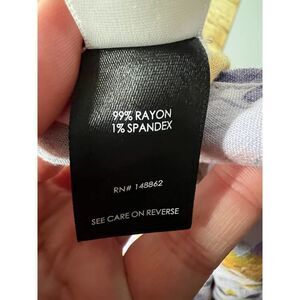 99% RAYON
1% SPANDEX
RN# 148862
SEE CARE ON REVERSE